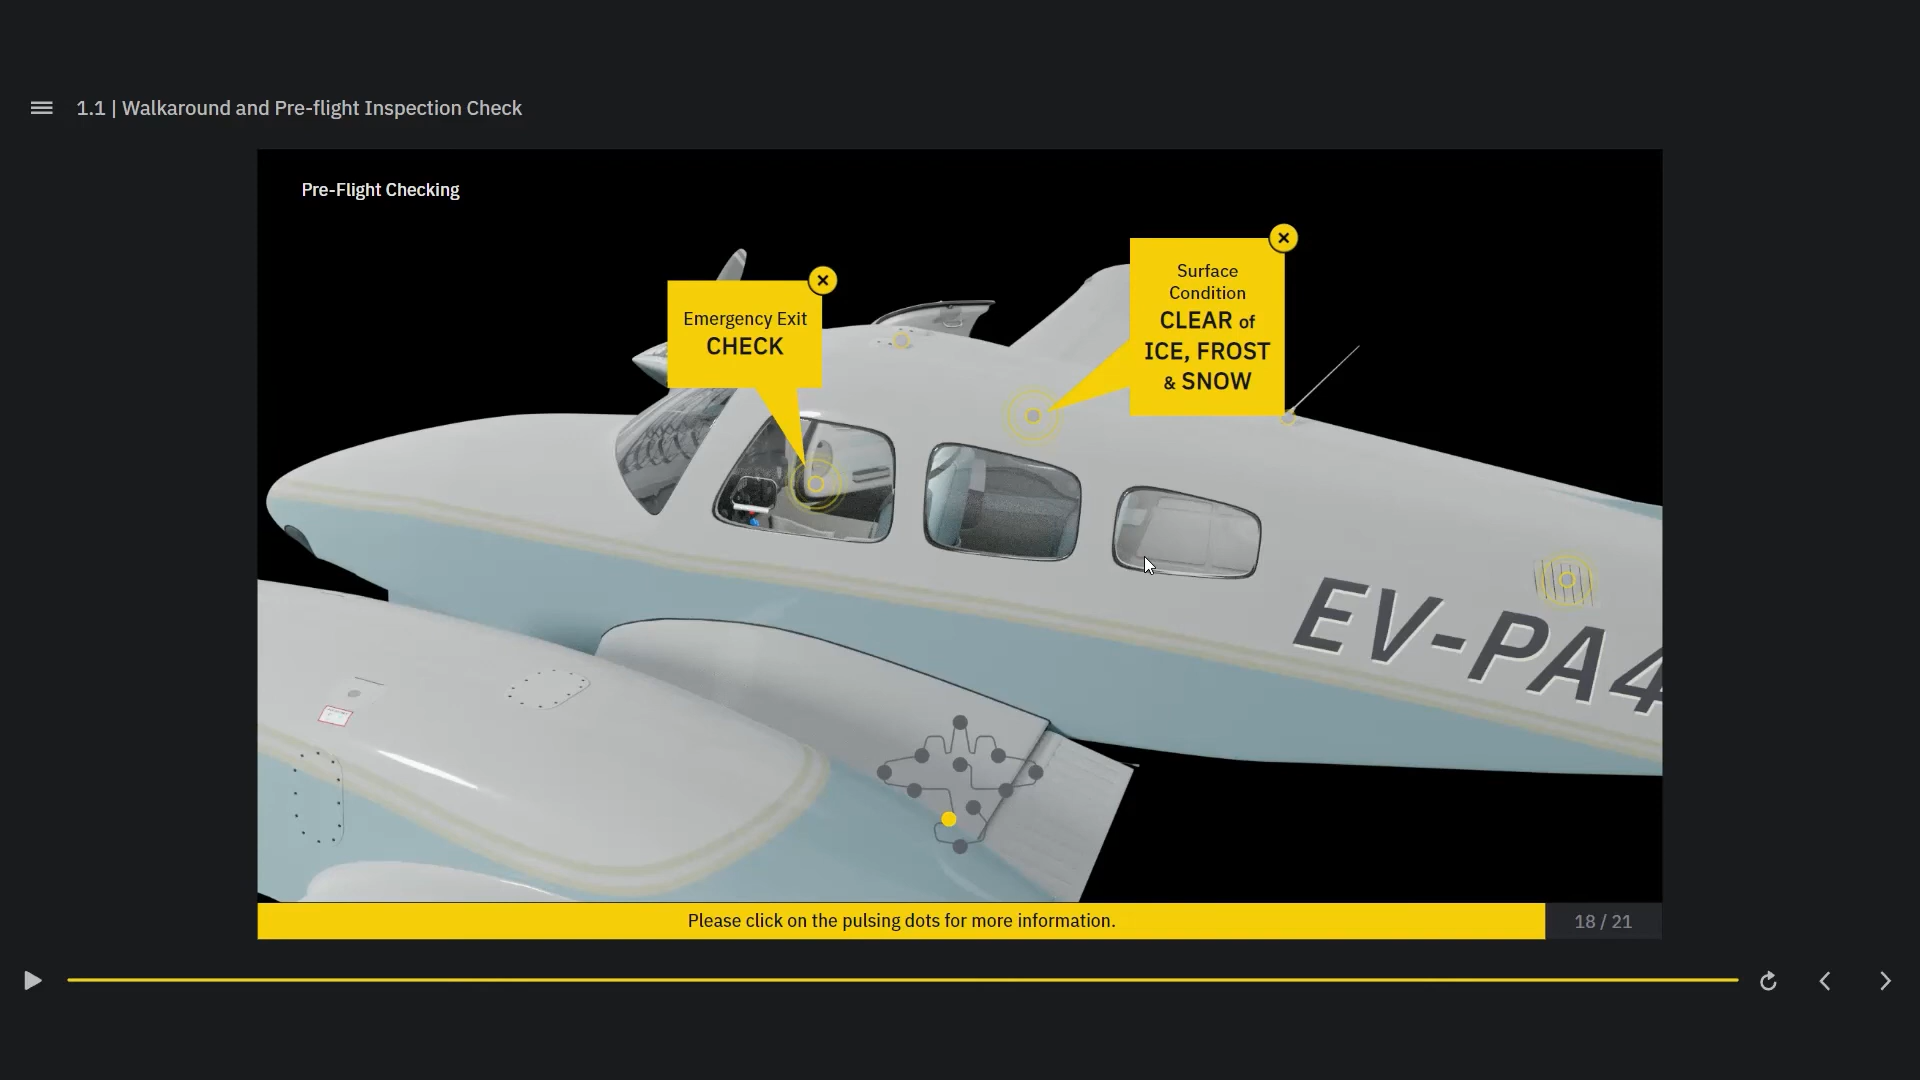 1.1 | Walkaround and Pre-flight Inspection Check
Pre-Flight Checking
Emergency Exit
CHECK
Surface
Condition
CLEAR of
ICE, FROST
& SNOW
EV-PA4
Please click on the pulsing dots for more information.
18 / 21